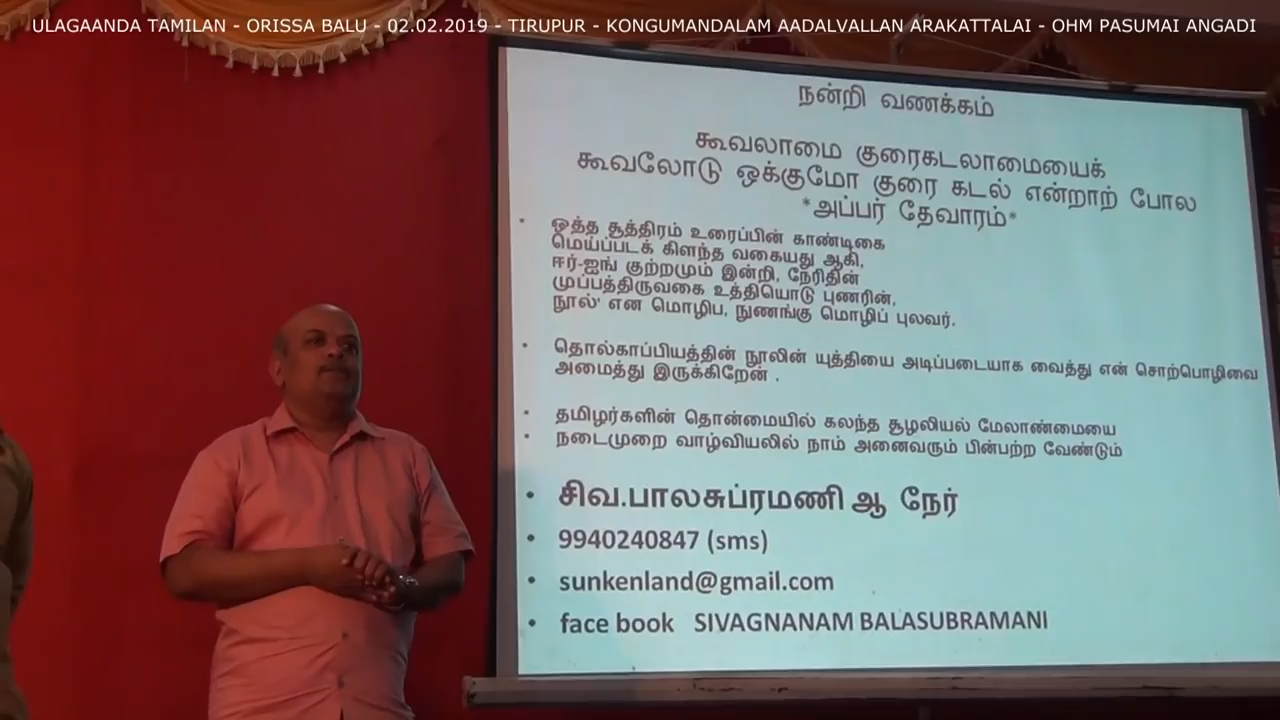 ULAGAANDA TAMILAN - ORISSA BALU - 02.02.2019 - TIRUPUR - KONGUMANDALAM AADALVALLAN ARAKATTALAI - OHM PASUMAI ANGADI
நன்றி வணக்கம்
கூவலாமை குரைகடலாமையைக்
கூவலோடு ஒக்குமோ குரை கடல் என்றாற் போல
*அப்பர் தேவாரம்*
• ஒத்த சூத்திரம் உரைப்பின் காண்டிகை
மெய்ப்படக் கிளந்த வகையது ஆகி,
ஈர்-ஐங் குற்றமும் இன்றி, நேரிதின்
முப்பத்திருவகை உத்தியொடு புணரின்,
நூல்' என மொழிப, நுணங்கு மொழிப் புலவர்.
• தொல்காப்பியத்தின் நூலின் யுத்தியை அடிப்படையாக வைத்து என் சொற்பொழிவை
அமைத்து இருக்கிறேன் .
• தமிழர்களின் தொன்மையில் கலந்த சூழலியல் மேலாண்மையை
• நடைமுறை வாழ்வியலில் நாம் அனைவரும் பின்பற்ற வேண்டும்
• சிவ.பாலசுப்ரமணி ஆ நேர்
• 9940240847 (sms)
• sunkenland@gmail.com
• face book SIVAGNANAM BALASUBRAMANI